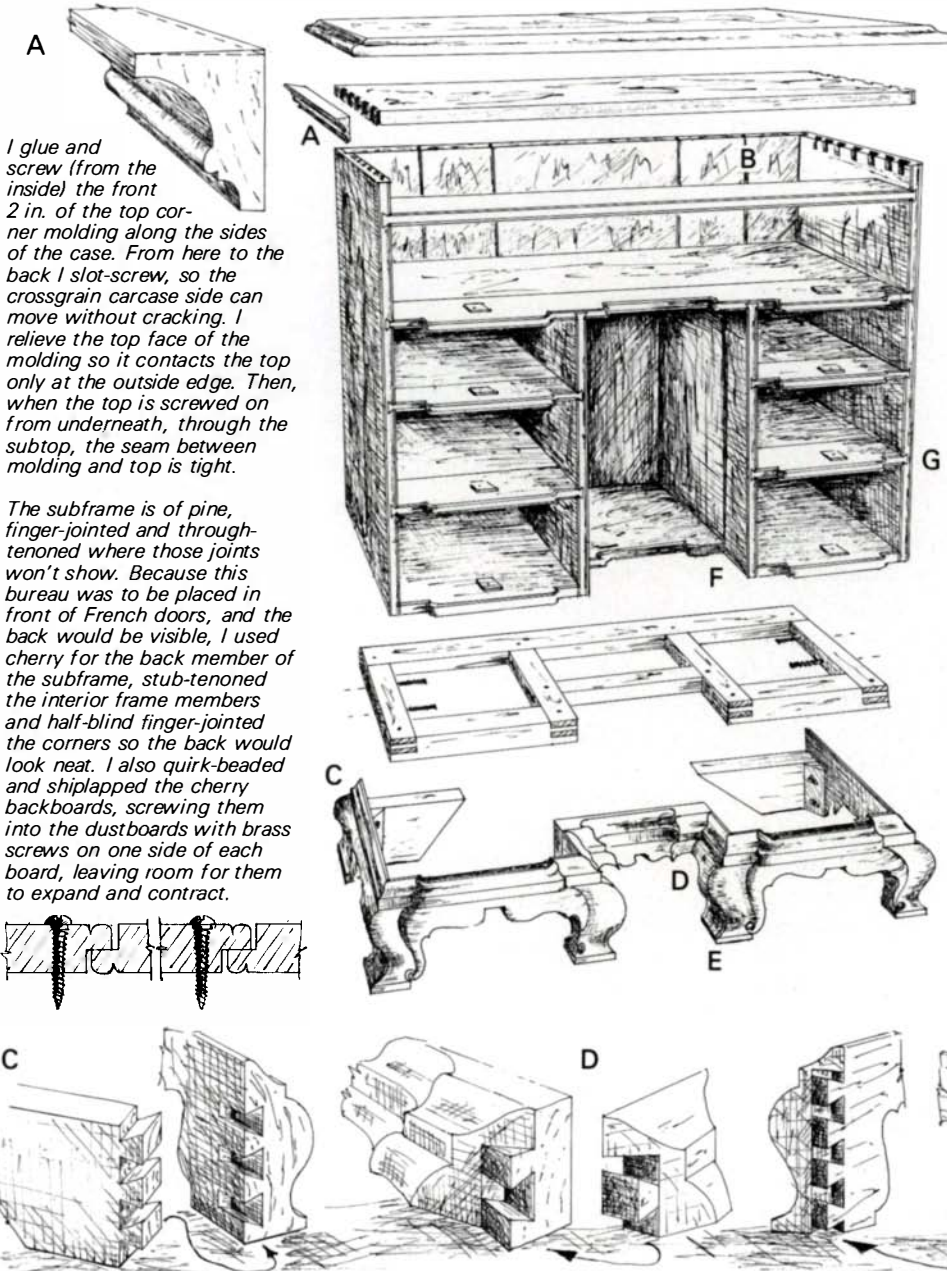 A
I glue and
screw (from the
inside) the front
2 in. of the top cor-
ner molding along the sides
of the case. From here to the
back I slot-screw, so the
crossgrain carcase side can
move without cracking. I
relieve the top face of the
molding so it contacts the top
only at the outside edge. Then,
when the top is screwed on
from underneath, through the
subtop, the seam between
molding and top is tight.
The subframe is of pine,
finger-jointed and through-
tenoned where those joints
won't show. Because this
bureau was to be placed in
front of French doors, and the
back would be visible, I used
cherry for the back member of
the subframe, stub-tenoned
the interior frame members
and half-blind finger-jointed
the corners so the back would
look neat. I also quirk-beaded
and shiplapped the cherry
backboards, screwing them
into the dustboards with brass
screws on one side of each
board, leaving room for them
to expand and contract.
A
B
G
F
C
D
E
C
D